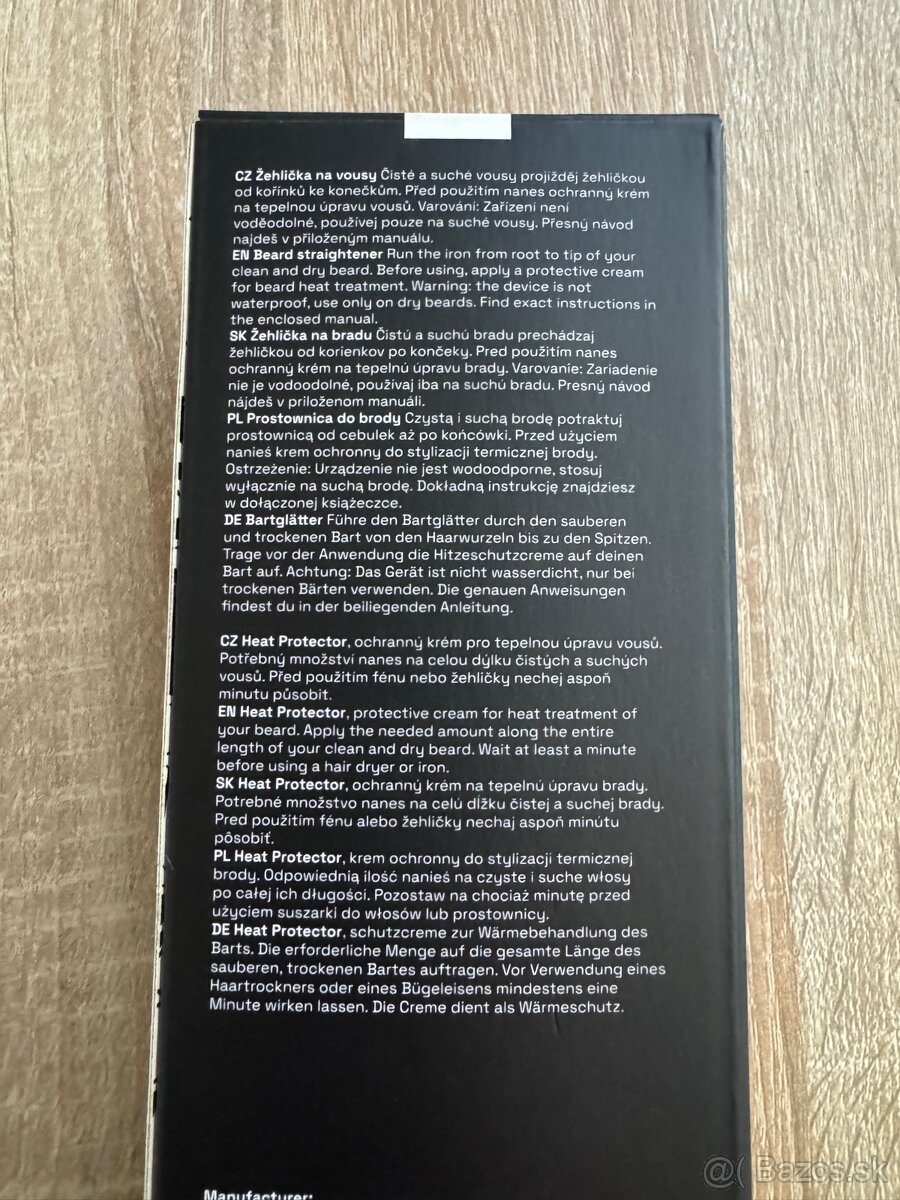 CZ Žehlička na vousy Čisté a suché vousy projížděj žehličkou
od kořínků ke konečkům. Před použitím nanes ochranný krém
na tepelnou úpravu vousů. Varování: Zařízení není
voděodolné, používej pouze na suché vousy. Přesný návod
najdeš v přiloženým manuálu.
EN Beard straightener Run the iron from root to tip of your
clean and dry beard. Before using, apply a protective cream
for beard heat treatment. Warning: the device is not
waterproof, use only on dry beards. Find exact instructions in
the enclosed manual.
SK Žehlička na bradu Čistú a suchú bradu prechádzaj
žehličkou od korienkov po končeky. Pred použitím nanes
ochranný krém na tepelnú úpravu brady. Varovanie: Zariadenie
nie je vodoodolné, používaj iba na suchú bradu. Presný návod
nájdeš v priloženom manuáli.
PL Prostownica do brody Czystą i suchą brodę potraktuj
prostownicą od cebulek aż po końcówki. Przed użyciem
nanieś krem ochronny do stylizacji termicznej brody.
Ostrzeżenie: Urządzenie nie jest wodoodporne, stosuj
wyłącznie na suchą brodę. Dokładną instrukcję znajdziesz
w dołączonej książeczce.
DE Bartglätter Führe den Bartglätter durch den sauberen
und trockenen Bart von den Haarwurzeln bis zu den Spitzen.
Trage vor der Anwendung die Hitzeschutzcreme auf deinen
Bart auf. Achtung: Das Gerät ist nicht wasserdicht, nur bei
trockenen Bärten verwenden. Die genauen Anweisungen
findest du in der beiliegenden Anleitung.
CZ Heat Protector, ochranný krém pro tepelnou úpravu vousů.
Potřebný množství nanes na celou dýlku čistých a suchých
vousů. Před použitím fénu nebo žehličky nechej aspoň
minutu působit.
EN Heat Protector, protective cream for heat treatment of
your beard. Apply the needed amount along the entire
length of your clean and dry beard. Wait at least a minute
before using a hair dryer or iron.
SK Heat Protector, ochranný krém na tepelnú úpravu brady.
Potrebné množstvo nanes na celú dĺžku čistej a suchej brady.
Pred použitím fénu alebo žehličky nechaj aspoň minútu
pôsobiť.
PL Heat Protector, krem ochronny do stylizacji termicznej
brody. Odpowiednią ilość nanieś na czyste i suche włosy
po całej ich długości. Pozostaw na chociaż minutę przed
użyciem suszarki do włosów lub prostownicy.
DE Heat Protector, schutzcreme zur Wärmebehandlung des
Barts. Die erforderliche Menge auf die gesamte Länge des
sauberen, trockenen Bartes auftragen. Vor Verwendung eines
Haartrockners oder eines Bügeleisens mindestens eine
Minute wirken lassen. Die Creme dient als Wärmeschutz.
Manufacturer:
Bazos.sk